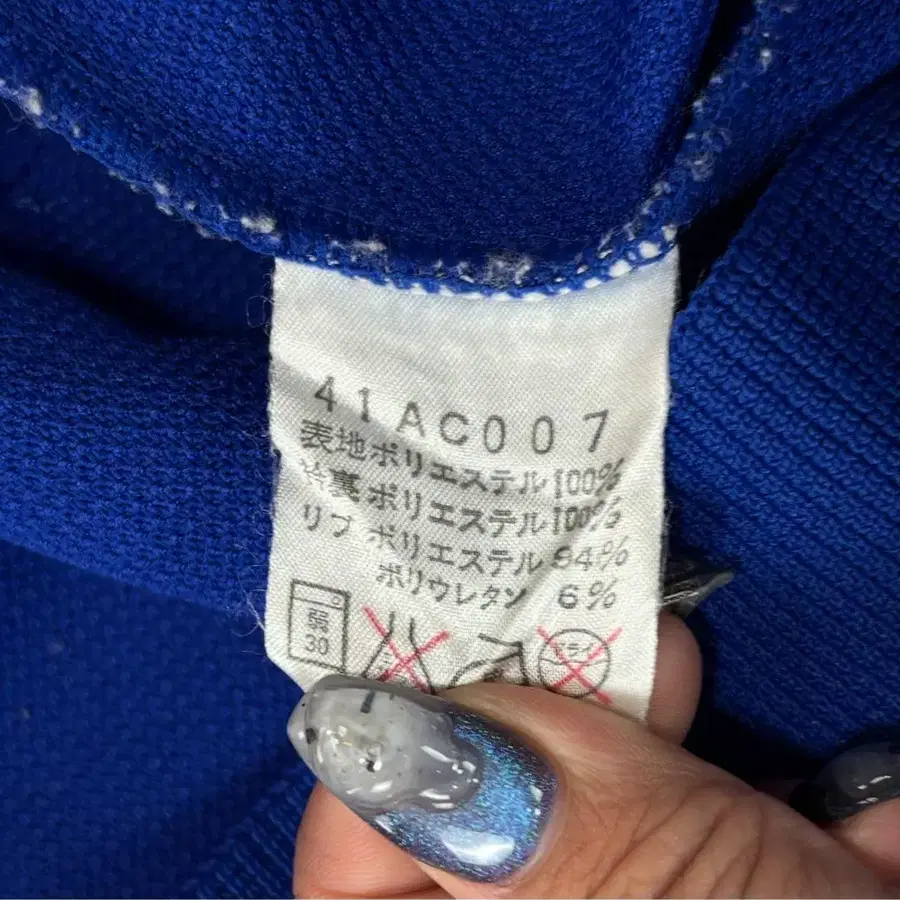 41AC007
表地ポリエステル100%
衿裏ポリエステル100%
リブ ポリエステル94%
ポリウレタン 6%
弱
30